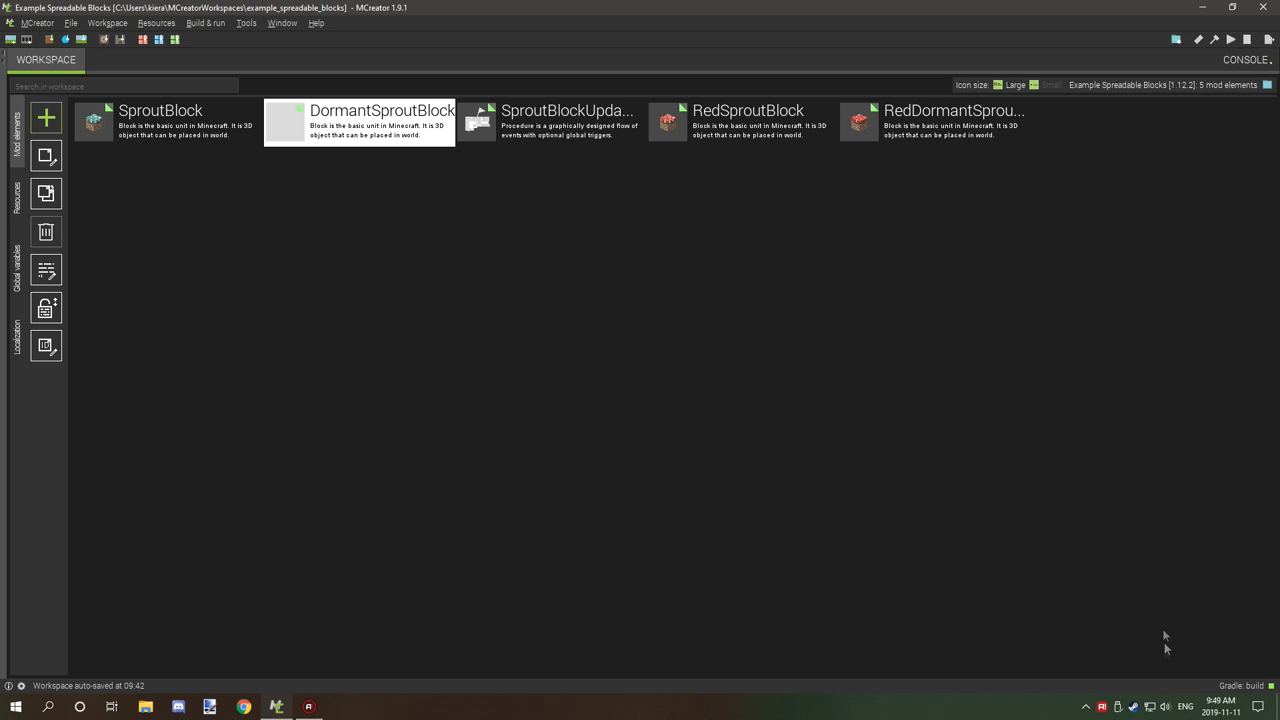 Example Spreadable Blocks [C:\Users\kiera\MCreatorWorkspaces\example_spreadable_blocks] - MCreator 1.9.1
MCreator File Workspace Resources Build & run Tools Window Help
WORKSPACE
CONSOLE
Search in workspace
Icon size: Large Small Example Spreadable Blocks [1.12.2]: 5 mod elements
Mod elements
Resources
Global variables
Localization
SproutBlock
Block is the basic unit in Minecraft. It is 3D
object that can be placed in world.
DormantSproutBlock
Block is the basic unit in Minecraft. It is 3D
object that can be placed in world.
SproutBlockUpda...
Procedure is a graphically designed flow of
events with optional global triggers.
RedSproutBlock
Block is the basic unit in Minecraft. It is 3D
object that can be placed in world.
RedDormantSprou...
Block is the basic unit in Minecraft. It is 3D
object that can be placed in world.
Workspace auto-saved at 09:42
Gradle: build
ENG
9:49 AM
2019-11-11